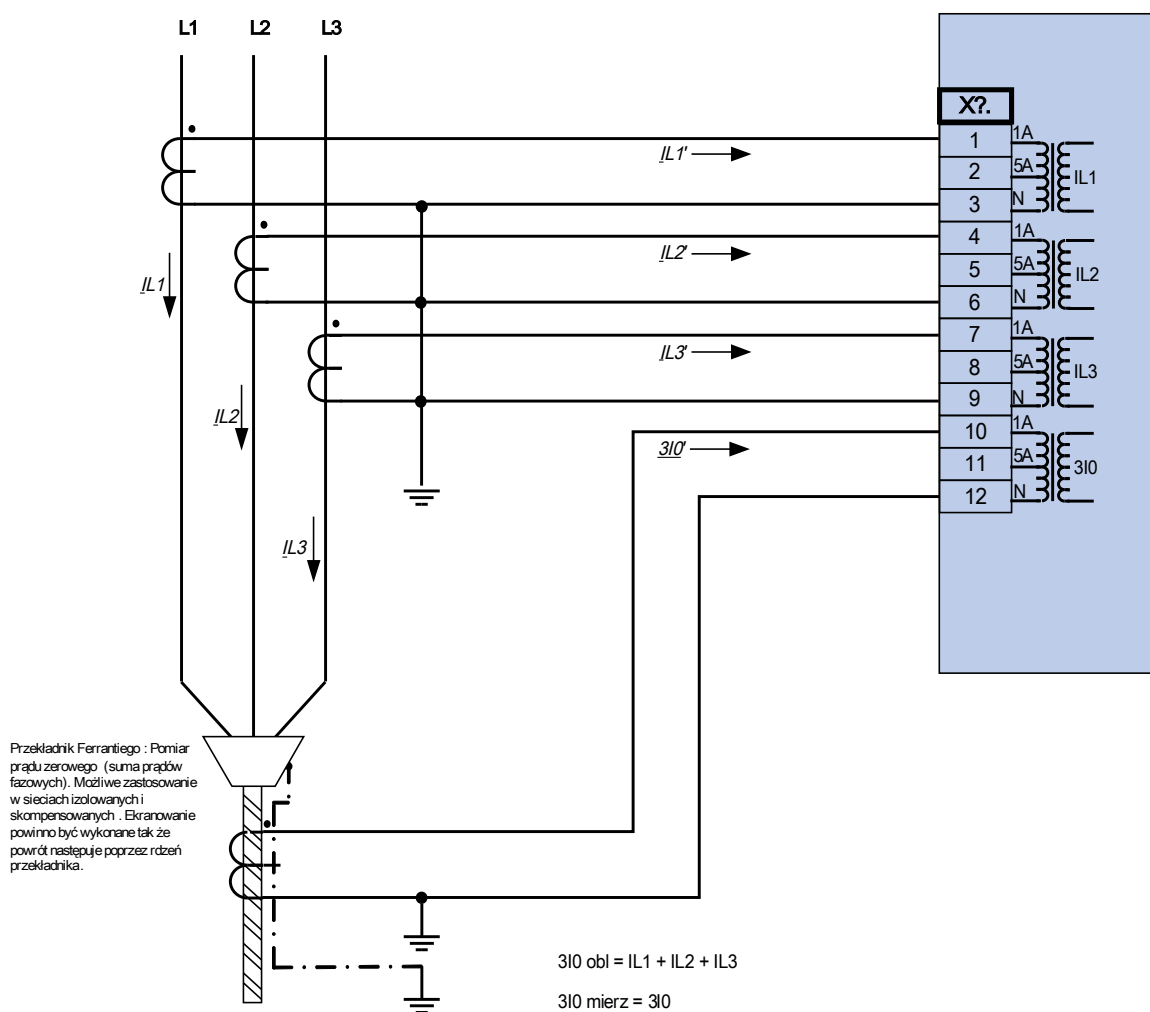 L1 L2 L3
X?.
1 1A
2 5A IL1
3 N
4 1A
5 5A IL2
6 N
7 1A
8 5A IL3
9 N
10 1A
11 5A 3I0
12 N
IL1'
IL2'
IL3'
3I0'
IL1
IL2
IL3
Przekładnik Ferrantiego : Pomiar
prądu zerowego (suma prądów
fazowych). Możliwe zastosowanie
w sieciach izolowanych i
skompensowanych . Ekranowanie
powinno być wykonane tak że
powrót następuje poprzez rdzeń
przekładnika.
3I0 obl = IL1 + IL2 + IL3
3I0 mierz = 3I0